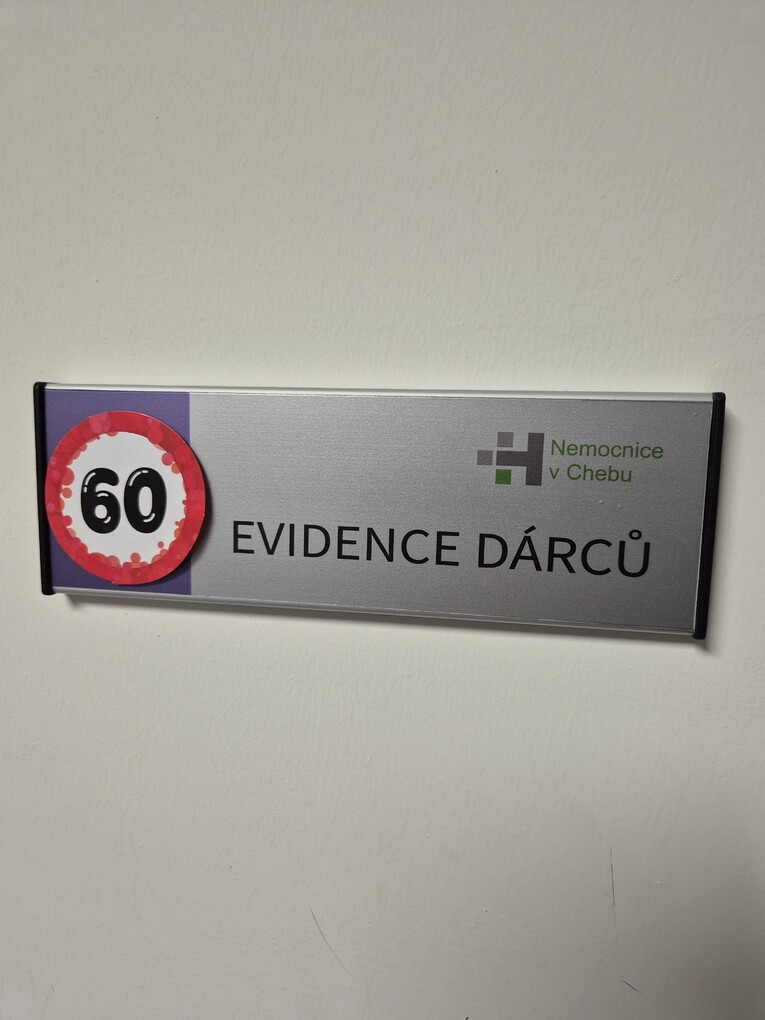 60
Nemocnice
v Chebu
EVIDENCE DÁRCŮ